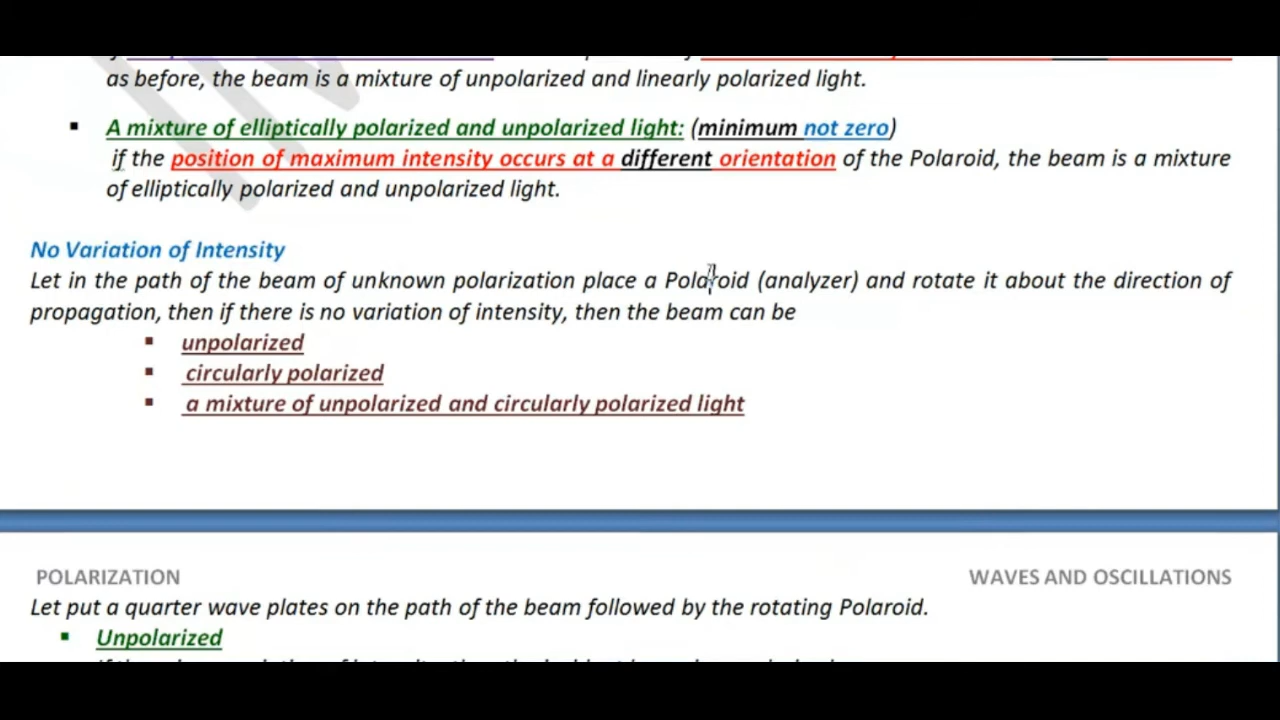 as before, the beam is a mixture of unpolarized and linearly polarized light.
▪ A mixture of elliptically polarized and unpolarized light: (minimum not zero)
if the position of maximum intensity occurs at a different orientation of the Polaroid, the beam is a mixture
of elliptically polarized and unpolarized light.
No Variation of Intensity
Let in the path of the beam of unknown polarization place a Polaroid (analyzer) and rotate it about the direction of
propagation, then if there is no variation of intensity, then the beam can be
▪ unpolarized
▪ circularly polarized
▪ a mixture of unpolarized and circularly polarized light
POLARIZATION WAVES AND OSCILLATIONS
Let put a quarter wave plates on the path of the beam followed by the rotating Polaroid.
▪ Unpolarized